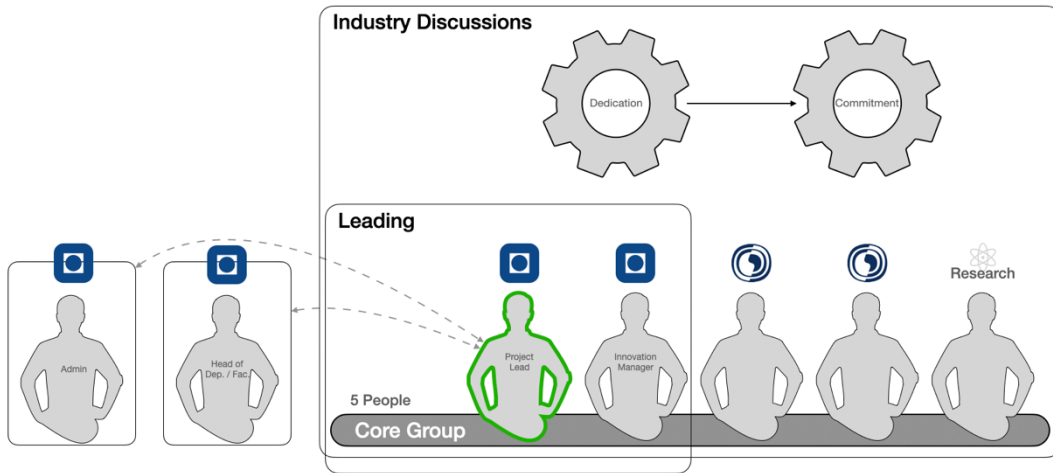 Industry Discussions
Dedication
Commitment
Leading
Research
Admin
Head of
Dep. / Fac.
Project
Lead
Innovation
Manager
5 People
Core Group